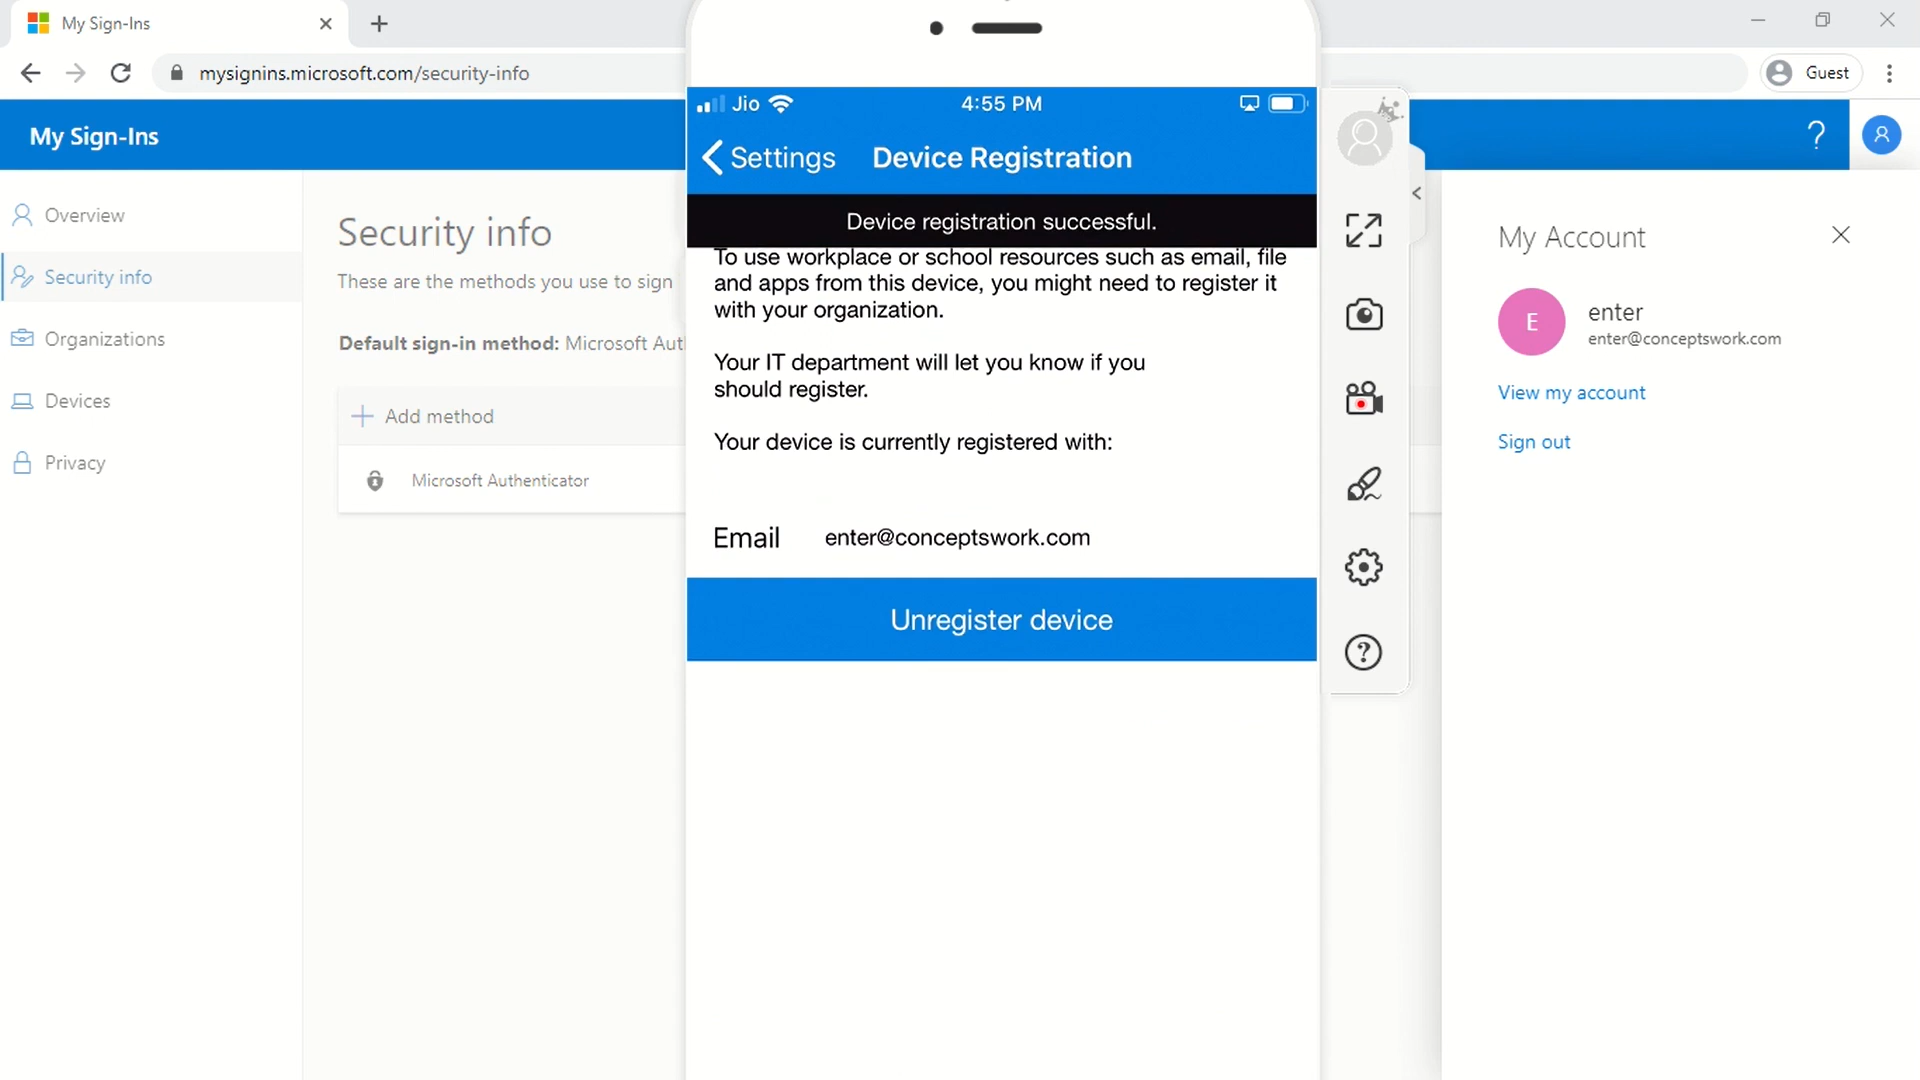 My Sign-Ins
mysignins.microsoft.com/security-info
Guest
My Sign-Ins
?
Overview
Security info
Organizations
Devices
Privacy
Security info
These are the methods you use to sign
Default sign-in method: Microsoft Aut
Add method
Microsoft Authenticator
Jio
4:55 PM
Settings
Device Registration
Device registration successful.
To use workplace or school resources such as email, file
and apps from this device, you might need to register it
with your organization.
Your IT department will let you know if you
should register.
Your device is currently registered with:
Email enter@conceptswork.com
Unregister device
?
My Account
E
enter
enter@conceptswork.com
View my account
Sign out